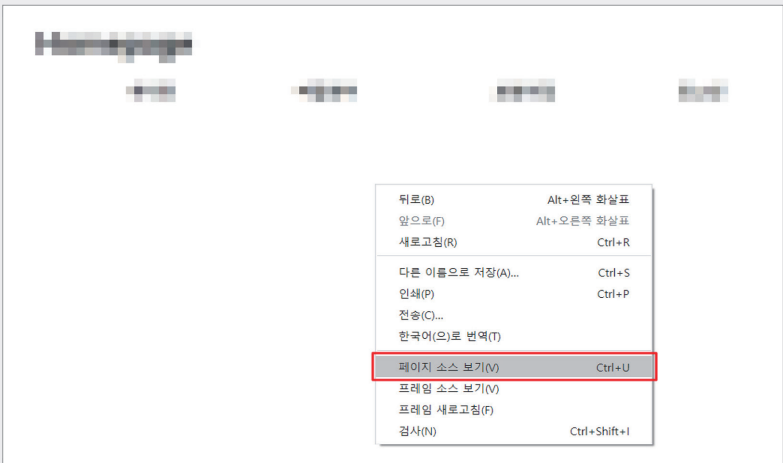 뒤로(B) Alt+왼쪽 화살표
앞으로(F) Alt+오른쪽 화살표
새로고침(R) Ctrl+R
다른 이름으로 저장(A)... Ctrl+S
인쇄(P) Ctrl+P
전송(C)...
한국어(으)로 번역(T)
페이지 소스 보기(V) Ctrl+U
프레임 소스 보기(V)
프레임 새로고침(F)
검사(N) Ctrl+Shift+I